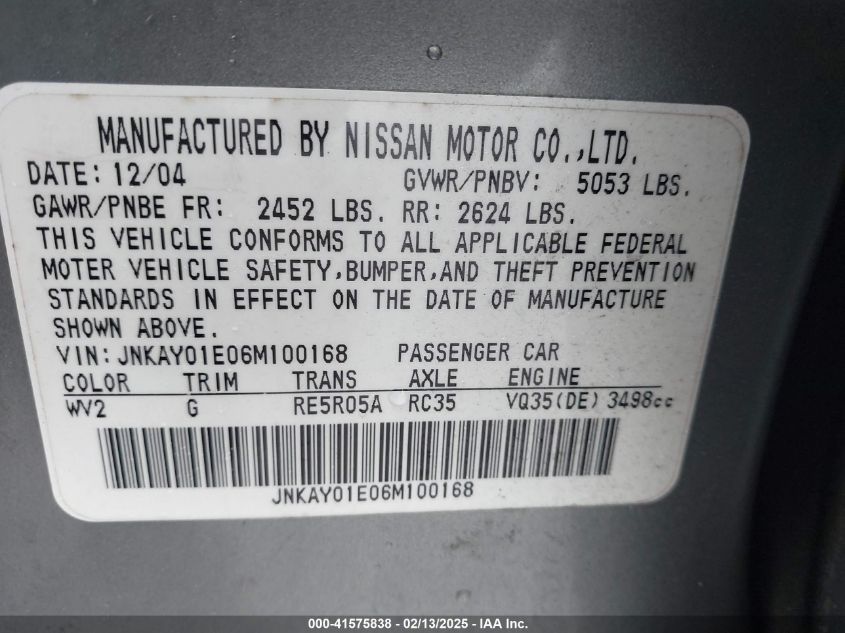 MANUFACTURED BY NISSAN MOTOR CO.,LTD.
DATE: 12/04 GVWR/PNBV: 5053 LBS.
GAWR/PNBE FR: 2452 LBS. RR: 2624 LBS.
THIS VEHICLE CONFORMS TO ALL APPLICABLE FEDERAL
MOTER VEHICLE SAFETY,BUMPER,AND THEFT PREVENTION
STANDARDS IN EFFECT ON THE DATE OF MANUFACTURE
SHOWN ABOVE.
VIN: JNKAY01E06M100168 PASSENGER CAR
COLOR TRIM TRANS AXLE ENGINE
WV2 G RE5R05A RC35 VQ35(DE) 3498cc
JNKAY01E06M100168
000-41575838 - 02/13/2025 - IAA Inc.